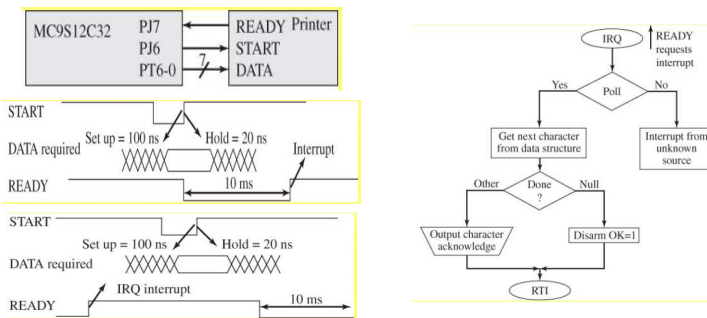 MC9S12C32
PJ7
PJ6
PT6-0
7
READY Printer
START
DATA
START
Set up = 100 ns
Hold = 20 ns
DATA required
Interrupt
READY
10 ms
START
Set up = 100 ns
Hold = 20 ns
DATA required
IRQ interrupt
READY
10 ms
IRQ
READY
requests
interrupt
Yes
Poll
No
Get next character
from data structure
Interrupt from
unknown
source
Other
Done
?
Null
Output character
acknowledge
Disarm OK=1
RTI